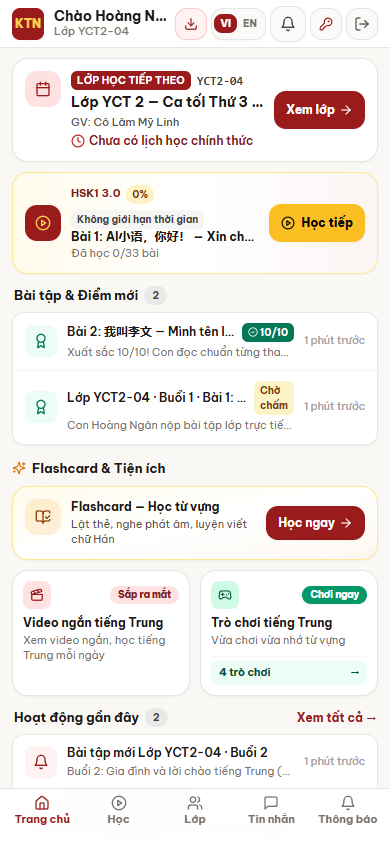 KTN
Chào Hoàng N...
Lớp YCT2-04
VI EN
LỚP HỌC TIẾP THEO YCT2-04
Lớp YCT 2 — Ca tối Thứ 3 ...
GV: Cô Lâm Mỹ Linh
Chưa có lịch học chính thức
Xem lớp →
HSK1 3.0 0%
Không giới hạn thời gian
Bài 1: AI小语，你好！ — Xin ch...
Đã học 0/33 bài
Học tiếp
Bài tập & Điểm mới 2
Bài 2: 我叫李文 — Mình tên l... 10/10
Xuất sắc 10/10! Con đọc chuẩn từng tha...
1 phút trước
Lớp YCT2-04 · Buổi 1 · Bài 1: ... Chờ chấm
Con Hoàng Ngân nộp bài tập lớp trực tiế...
1 phút trước
Flashcard & Tiện ích
Flashcard — Học từ vựng
Lật thẻ, nghe phát âm, luyện viết
chữ Hán
Học ngay →
Sắp ra mắt
Video ngắn tiếng Trung
Xem video ngắn, học tiếng
Trung mỗi ngày
Chơi ngay
Trò chơi tiếng Trung
Vừa chơi vừa nhớ từ vựng
4 trò chơi →
Hoạt động gần đây 2
Xem tất cả →
Bài tập mới Lớp YCT2-04 · Buổi 2
Buổi 2: Gia đình và lời chào tiếng Trung (...
1 phút trước
Trang chủ Học Lớp Tin nhắn Thông báo